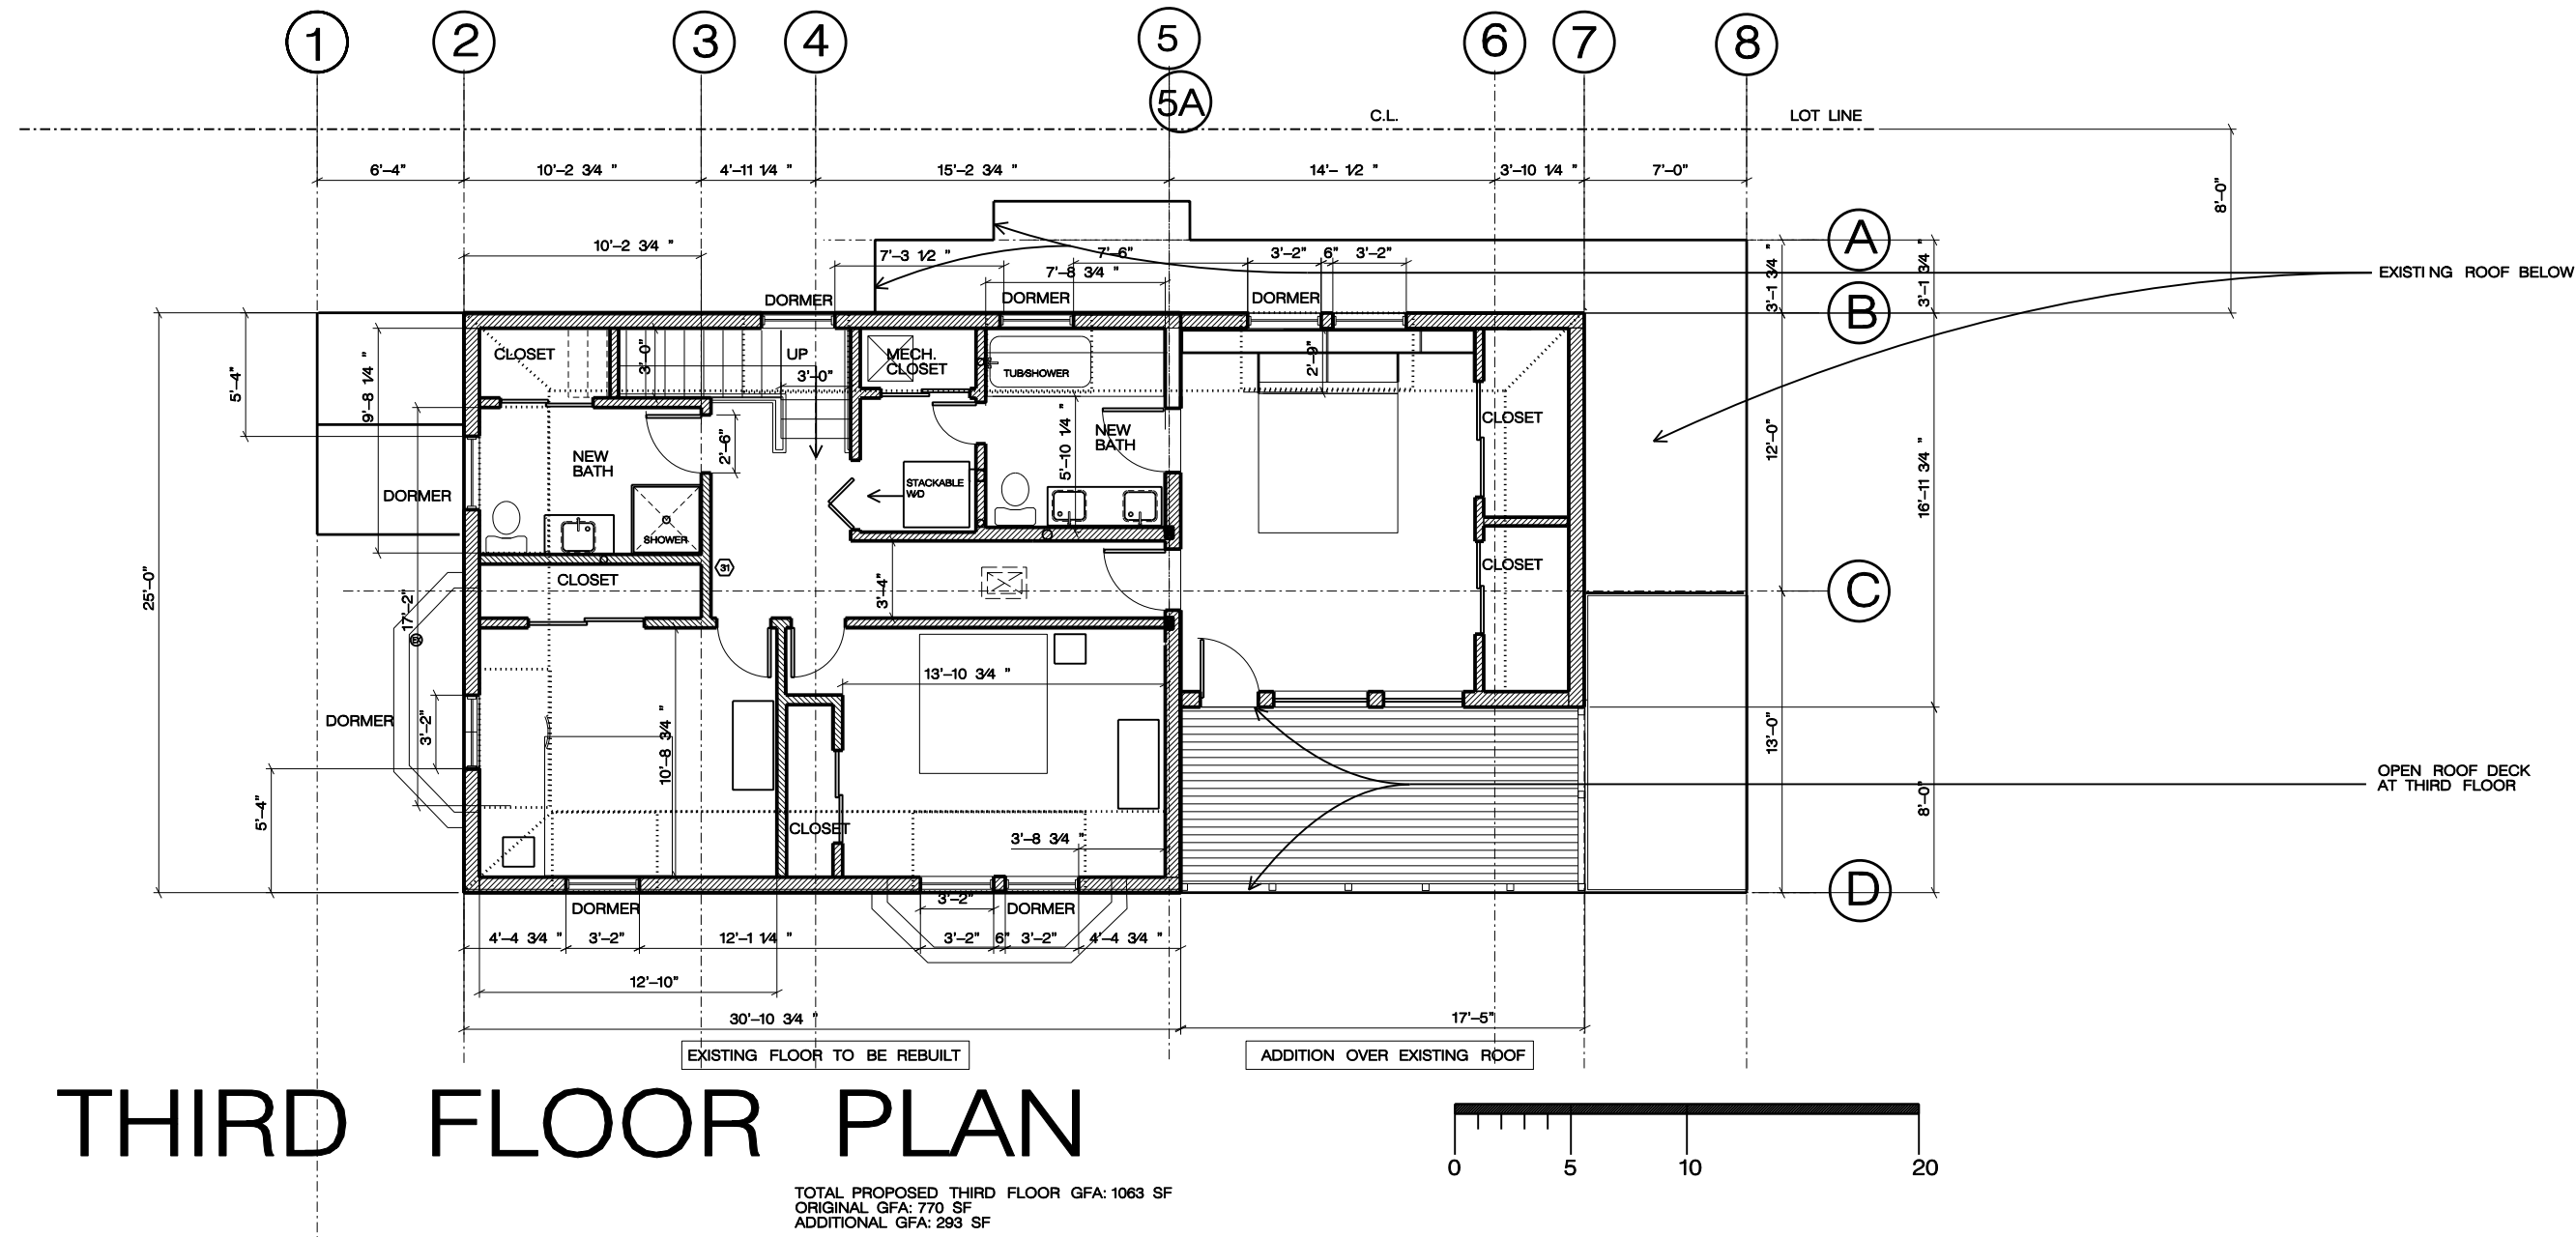 1 2 3 4 5 6 7 8
5A
C.L. LOT LINE
6'-4" 10'-2 3/4 " 4'-11 1/4 " 15'-2 3/4 " 14'- 1/2 " 3'-10 1/4 " 7'-0"
8'-0"
A
10'-2 3/4 " 7'-3 1/2 " 7'-6" 3'-2" 6" 3'-2"
7'-8 3/4 "
3'-1 3/4 " 3'-1 3/4 "
EXISTING ROOF BELOW
DORMER DORMER DORMER
B
CLOSET
3'-0"
UP
3'-0"
MECH.
CLOSET
TUB/SHOWER
2'-9"
5'-4"
9'-8 1/4 "
CLOSET
NEW
BATH
2'-6"
5'-10 1/4 "
NEW
BATH
12'-0"
16'-11 3/4 "
DORMER
STACKABLE
W/D
SHOWER
31
CLOSET
CLOSET
25'-0"
17'-2"
3'-4"
C
EX
13'-10 3/4 "
DORMER
3'-2"
10'-8 3/4 "
13'-0"
OPEN ROOF DECK
AT THIRD FLOOR
5'-4"
CLOSET
3'-8 3/4 "
8'-0"
D
DORMER
3'-2"
DORMER
4'-4 3/4 " 3'-2" 12'-1 1/4 " 3'-2" 6" 3'-2" 4'-4 3/4 "
12'-10"
30'-10 3/4 " 17'-5"
EXISTING FLOOR TO BE REBUILT
ADDITION OVER EXISTING ROOF
THIRD FLOOR PLAN
0 5 10 20
TOTAL PROPOSED THIRD FLOOR GFA: 1063 SF
ORIGINAL GFA: 770 SF
ADDITIONAL GFA: 293 SF